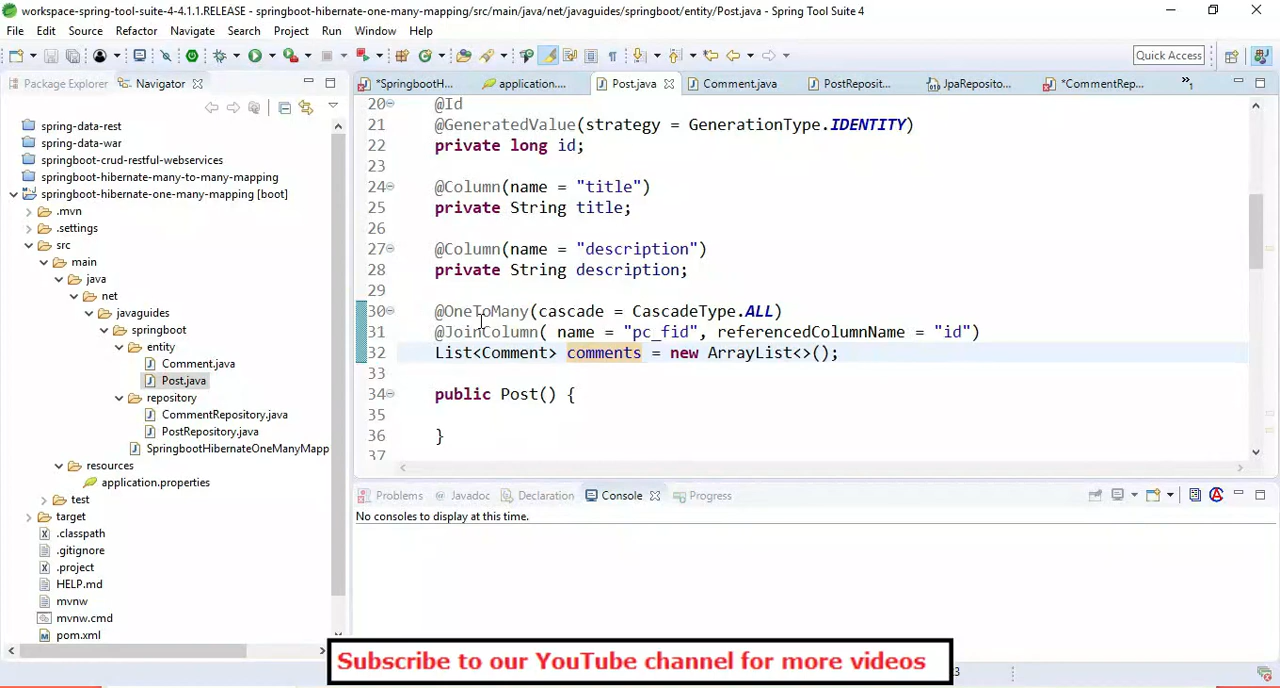 workspace-spring-tool-suite-4-4.1.1.RELEASE - springboot-hibernate-one-many-mapping/src/main/java/net/javaguides/springboot/entity/Post.java - Spring Tool Suite 4
File Edit Source Refactor Navigate Search Project Run Window Help
Quick Access
Package Explorer Navigator
*SpringbootH... application.... Post.java Comment.java PostReposit... JpaReposito... *CommentRep... »1
spring-data-rest
spring-data-war
springboot-crud-restful-webservices
springboot-hibernate-many-to-many-mapping
springboot-hibernate-one-many-mapping [boot]
.mvn
.settings
src
main
java
net
javaguides
springboot
entity
Comment.java
Post.java
repository
CommentRepository.java
PostRepository.java
SpringbootHibernateOneManyMapp
resources
application.properties
test
target
.classpath
.gitignore
.project
HELP.md
mvnw
mvnw.cmd
pom.xml
20 @Id
21 @GeneratedValue(strategy = GenerationType.IDENTITY)
22 private long id;
23
24 @Column(name = "title")
25 private String title;
26
27 @Column(name = "description")
28 private String description;
29
30 @OneToMany(cascade = CascadeType.ALL)
31 @JoinColumn( name = "pc_fid", referencedColumnName = "id")
32 List<Comment> comments = new ArrayList<>();
33
34 public Post() {
35
36 }
37
Problems Javadoc Declaration Console Progress
No consoles to display at this time.
Subscribe to our YouTube channel for more videos